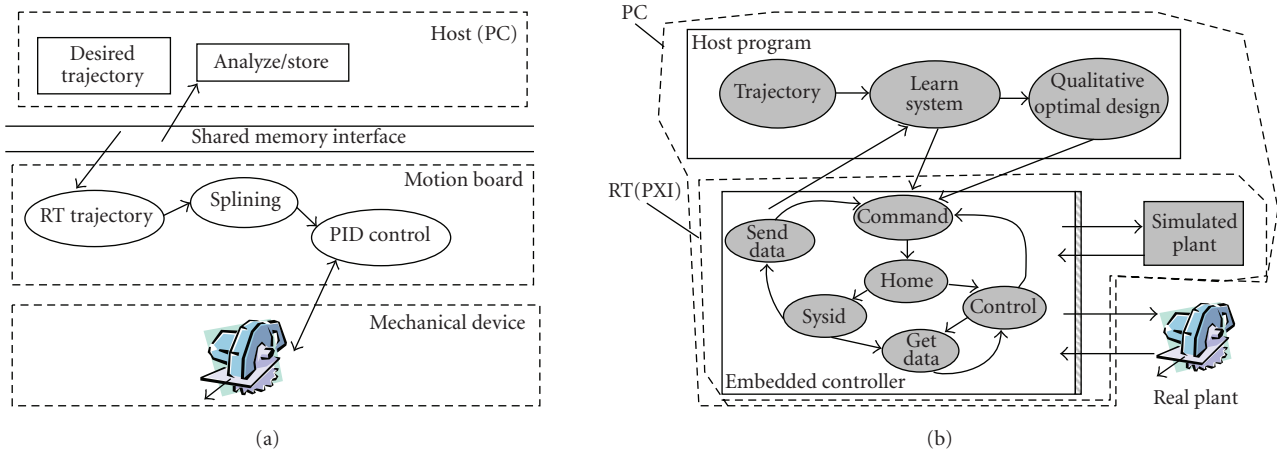 Host (PC)
Desired
trajectory
Analyze/store
Shared memory interface
Motion board
RT trajectory
Splining
PID control
Mechanical device
(a)
PC
Host program
Trajectory
Learn
system
Qualitative
optimal design
RT(PXI)
Command
Send
data
Simulated
plant
Home
Sysid
Control
Get
data
Embedded controller
Real plant
(b)